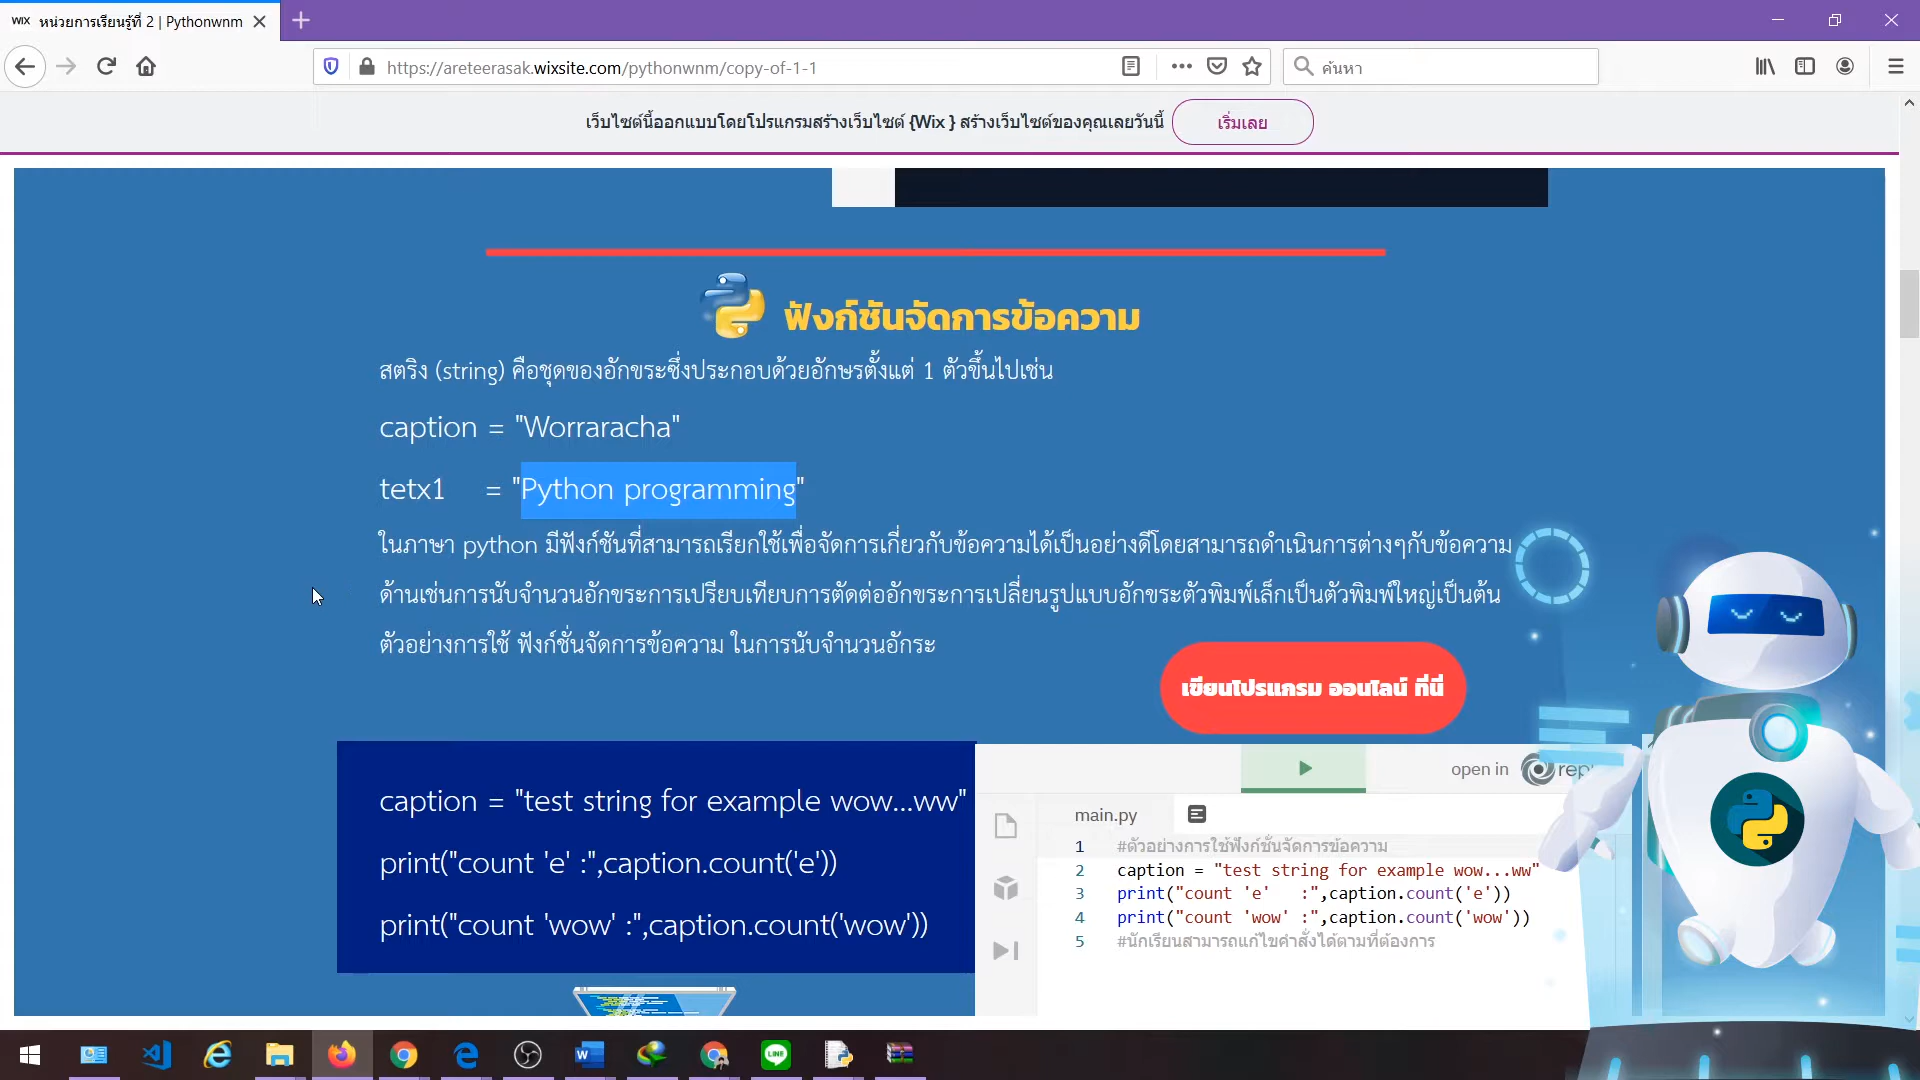 WIX หน่วยการเรียนรู้ที่ 2 | Pythonwnm
https://areteerasak.wixsite.com/pythonwnm/copy-of-1-1
ค้นหา
เว็บไซต์นี้ออกแบบโดยโปรแกรมสร้างเว็บไซต์ {Wix } สร้างเว็บไซต์ของคุณเลยวันนี้
เริ่มเลย
ฟังก์ชันจัดการข้อความ
สตริง (string) คือชุดของอักขระซึ่งประกอบด้วยอักษรตั้งแต่ 1 ตัวขึ้นไปเช่น
caption = "Worraracha"
tetx1 = "Python programming"
ในภาษา python มีฟังก์ชันที่สามารถเรียกใช้เพื่อจัดการเกี่ยวกับข้อความได้เป็นอย่างดีโดยสามารถดำเนินการต่างๆกับข้อความ
ด้านเช่นการนับจำนวนอักขระการเปรียบเทียบการตัดต่ออักขระการเปลี่ยนรูปแบบอักขระตัวพิมพ์เล็กเป็นตัวพิมพ์ใหญ่เป็นต้น
ตัวอย่างการใช้ ฟังก์ชั่นจัดการข้อความ ในการนับจำนวนอักระ
เขียนโปรแกรม ออนไลน์ ที่นี่
caption = "test string for example wow...ww"
print("count 'e' :",caption.count('e'))
print("count 'wow' :",caption.count('wow'))
open in
main.py
1 #ตัวอย่างการใช้ฟังก์ชั่นจัดการข้อความ
2 caption = "test string for example wow...ww"
3 print("count 'e'   :",caption.count('e'))
4 print("count 'wow' :",caption.count('wow'))
5 #นักเรียนสามารถแก้ไขคำสั่งได้ตามที่ต้องการ
LINE